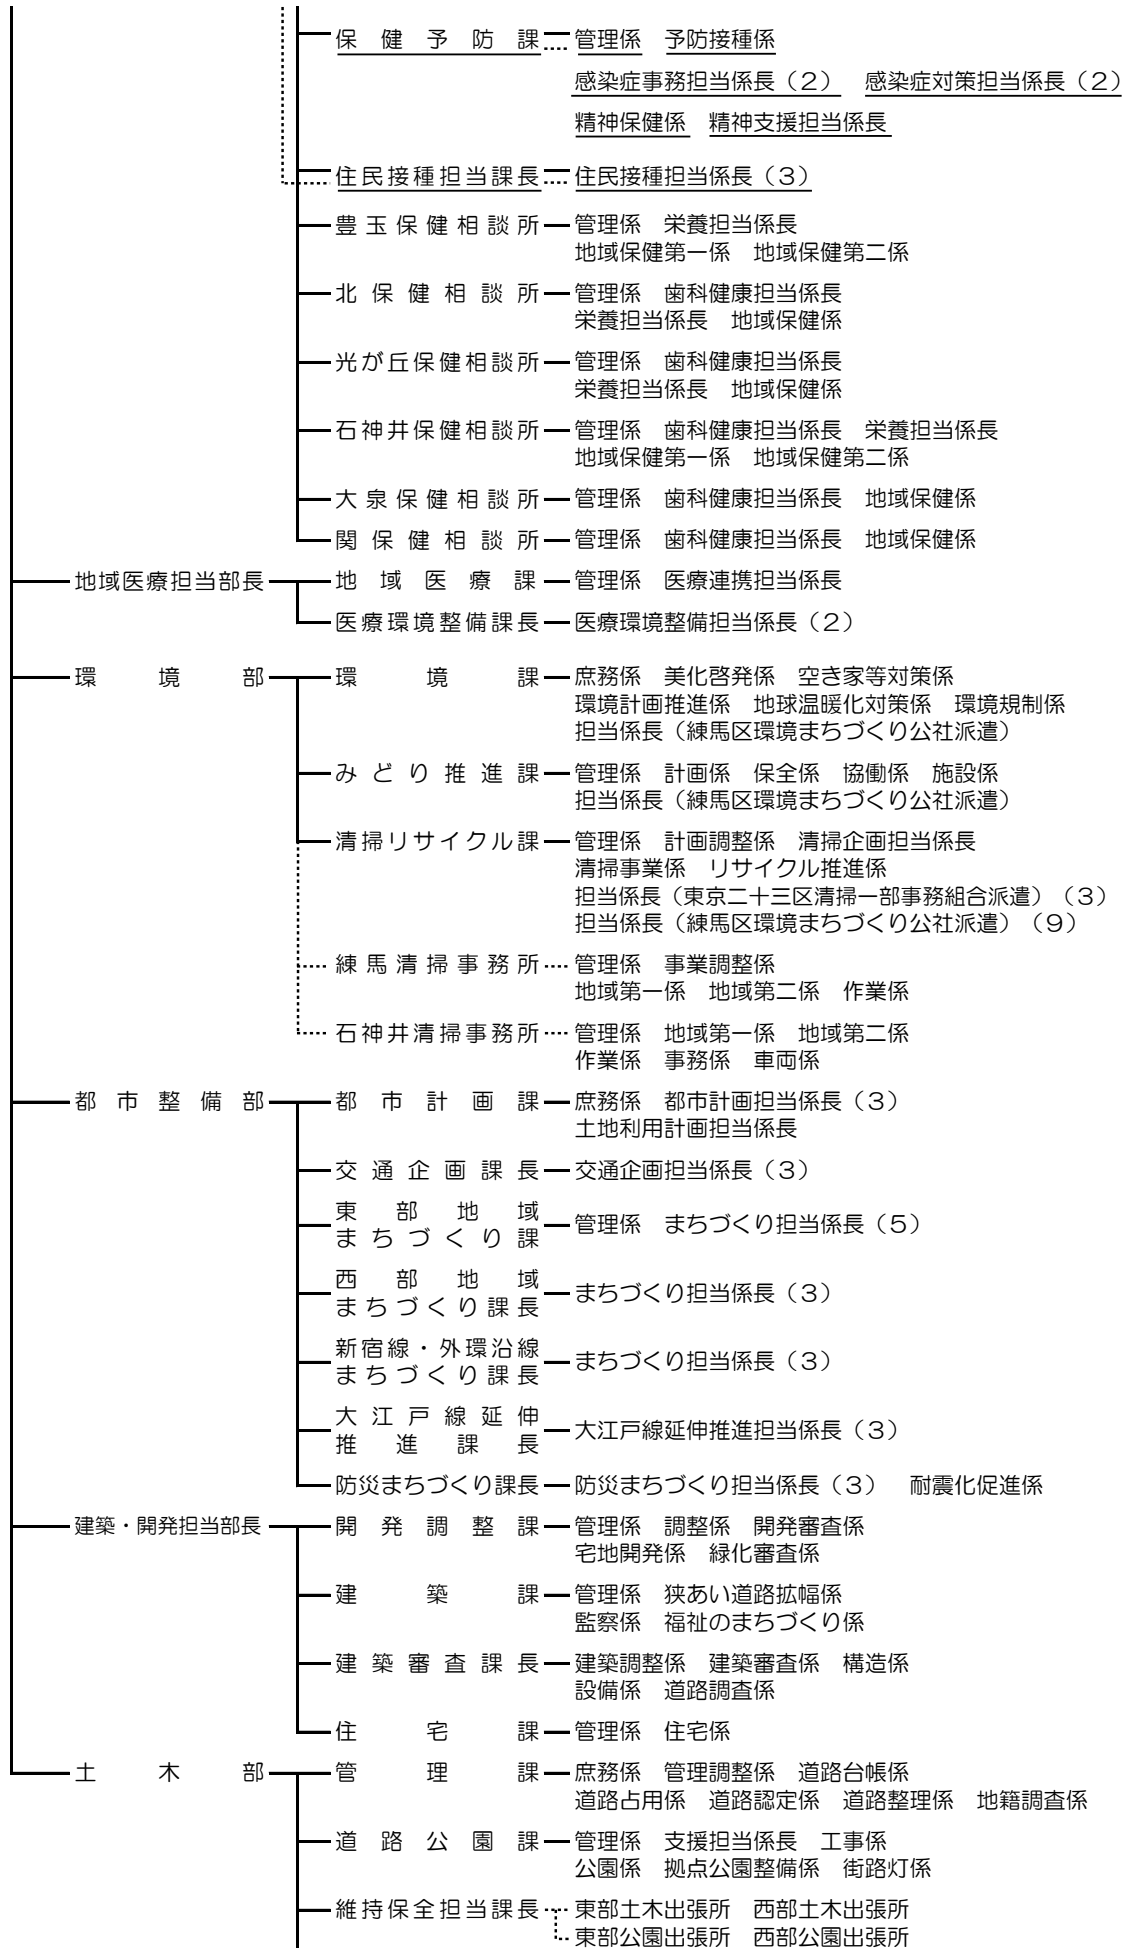 保健予防課 管理係 予防接種係
感染症事務担当係長（2） 感染症対策担当係長（2）
精神保健係 精神支援担当係長
住民接種担当課長 住民接種担当係長（3）
豊玉保健相談所 管理係 栄養担当係長
地域保健第一係 地域保健第二係
北保健相談所 管理係 歯科健康担当係長
栄養担当係長 地域保健係
光が丘保健相談所 管理係 歯科健康担当係長
栄養担当係長 地域保健係
石神井保健相談所 管理係 歯科健康担当係長 栄養担当係長
地域保健第一係 地域保健第二係
大泉保健相談所 管理係 歯科健康担当係長 地域保健係
関保健相談所 管理係 歯科健康担当係長 地域保健係
地域医療担当部長 地域医療課 管理係 医療連携担当係長
医療環境整備課長 医療環境整備担当係長（2）
環境部 環境課 庶務係 美化啓発係 空き家等対策係
環境計画推進係 地球温暖化対策係 環境規制係
担当係長（練馬区環境まちづくり公社派遣）
みどり推進課 管理係 計画係 保全係 協働係 施設係
担当係長（練馬区環境まちづくり公社派遣）
清掃リサイクル課 管理係 計画調整係 清掃企画担当係長
清掃事業係 リサイクル推進係
担当係長（東京二十三区清掃一部事務組合派遣）（3）
担当係長（練馬区環境まちづくり公社派遣）（9）
練馬清掃事務所 管理係 事業調整係
地域第一係 地域第二係 作業係
石神井清掃事務所 管理係 地域第一係 地域第二係
作業係 事務係 車両係
都市整備部 都市計画課 庶務係 都市計画担当係長（3）
土地利用計画担当係長
交通企画課長 交通企画担当係長（3）
東部地域
まちづくり課 管理係 まちづくり担当係長（5）
西部地域
まちづくり課長 まちづくり担当係長（3）
新宿線・外環沿線
まちづくり課長 まちづくり担当係長（3）
大江戸線延伸
推進課長 大江戸線延伸推進担当係長（3）
防災まちづくり課長 防災まちづくり担当係長（3） 耐震化促進係
建築・開発担当部長 開発調整課 管理係 調整係 開発審査係
宅地開発係 緑化審査係
建築課 管理係 狭あい道路拡幅係
監察係 福祉のまちづくり係
建築審査課長 建築調整係 建築審査係 構造係
設備係 道路調査係
住宅課 管理係 住宅係
土木部 管理課 庶務係 管理調整係 道路台帳係
道路占用係 道路認定係 道路整理係 地籍調査係
道路公園課 管理係 支援担当係長 工事係
公園係 拠点公園整備係 街路灯係
維持保全担当課長 東部土木出張所 西部土木出張所
東部公園出張所 西部公園出張所